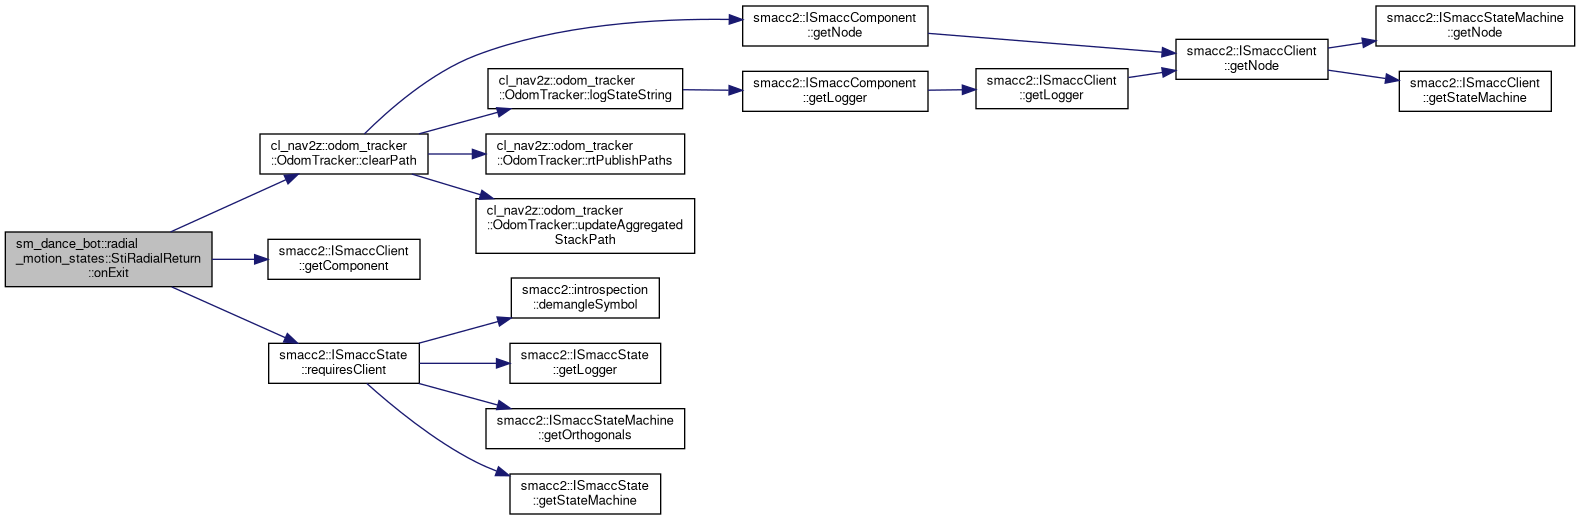 sm_dance_bot::radial
_motion_states::StiRadialReturn
::onExit
cl_nav2z::odom_tracker
::OdomTracker::clearPath
smacc2::ISmaccClient
::getComponent
smacc2::ISmaccState
::requiresClient
smacc2::ISmaccComponent
::getNode
cl_nav2z::odom_tracker
::OdomTracker::logStateString
cl_nav2z::odom_tracker
::OdomTracker::rtPublishPaths
cl_nav2z::odom_tracker
::OdomTracker::updateAggregated
StackPath
smacc2::introspection
::demangleSymbol
smacc2::ISmaccState
::getLogger
smacc2::ISmaccStateMachine
::getOrthogonals
smacc2::ISmaccState
::getStateMachine
smacc2::ISmaccComponent
::getLogger
smacc2::ISmaccClient
::getLogger
smacc2::ISmaccClient
::getNode
smacc2::ISmaccStateMachine
::getNode
smacc2::ISmaccClient
::getStateMachine